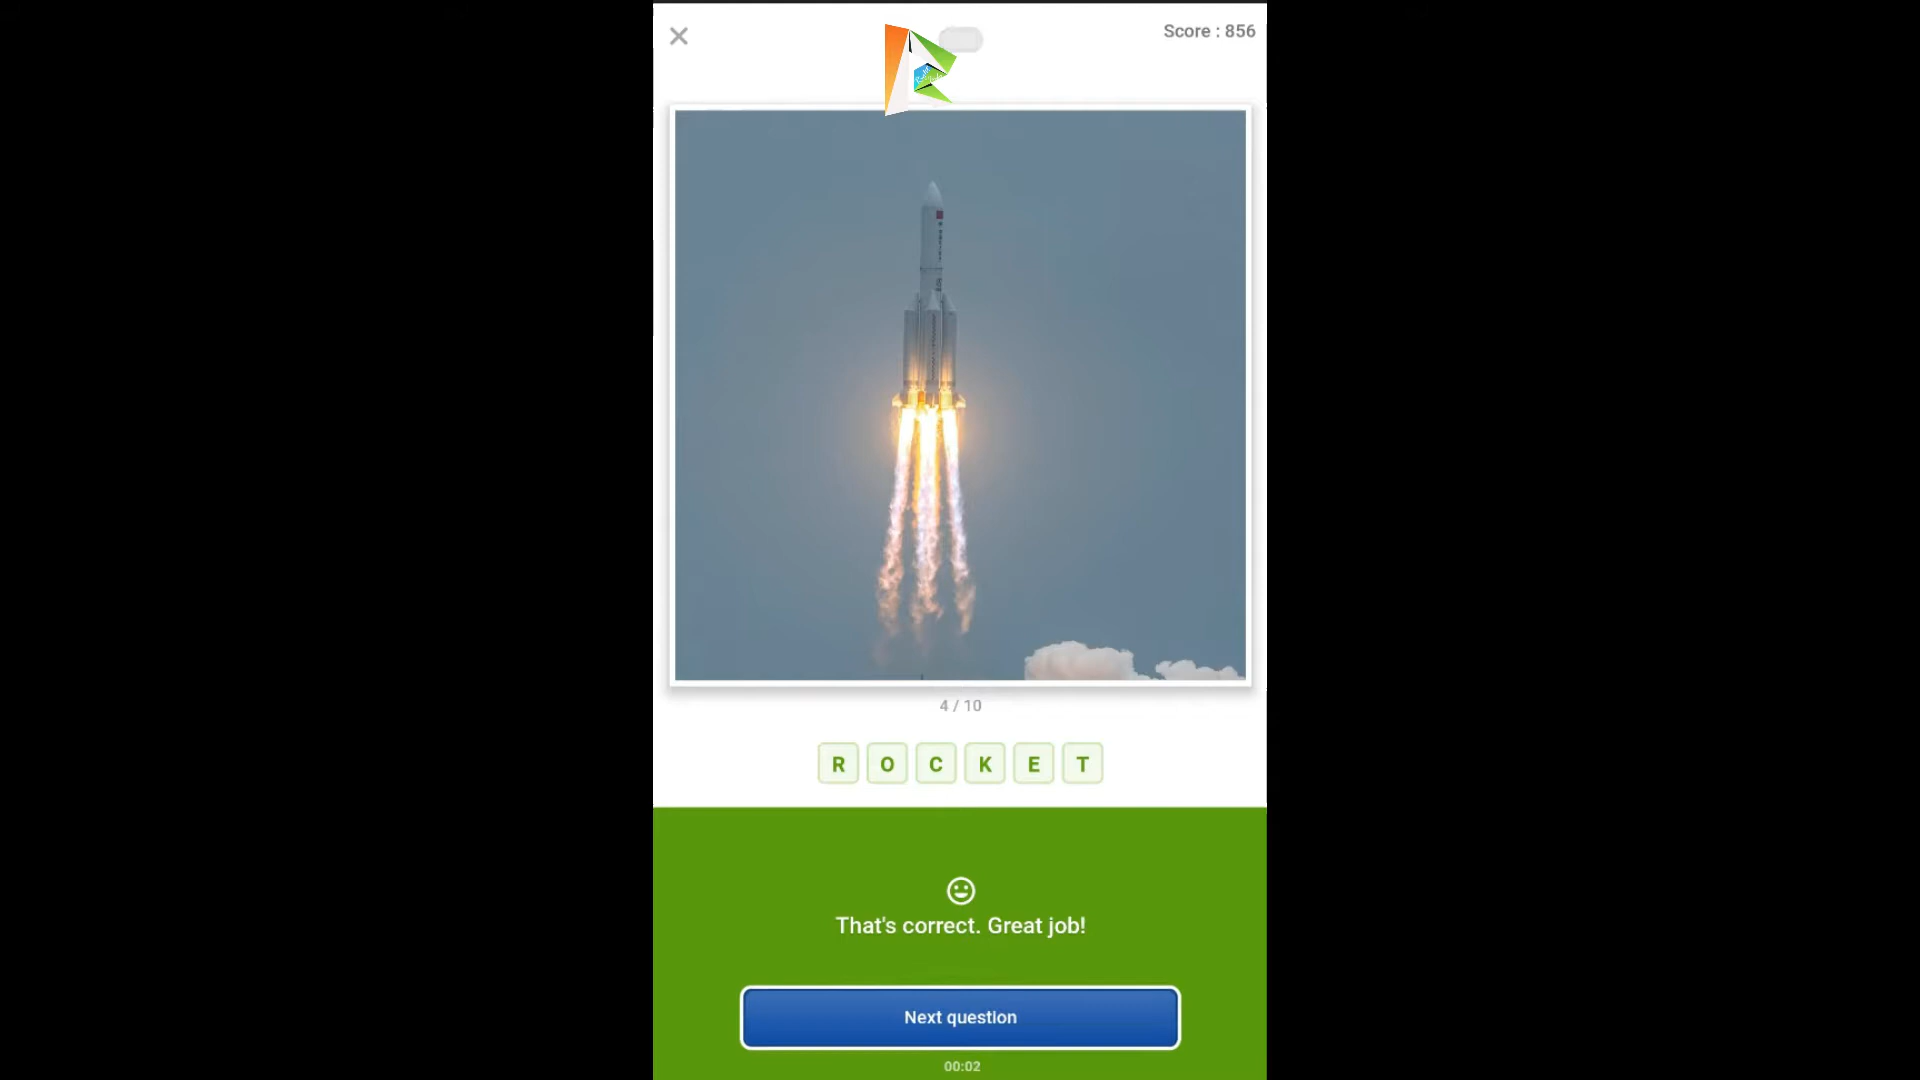 Score : 856
4 / 10
R O C K E T
That's correct. Great job!
Next question
00:02